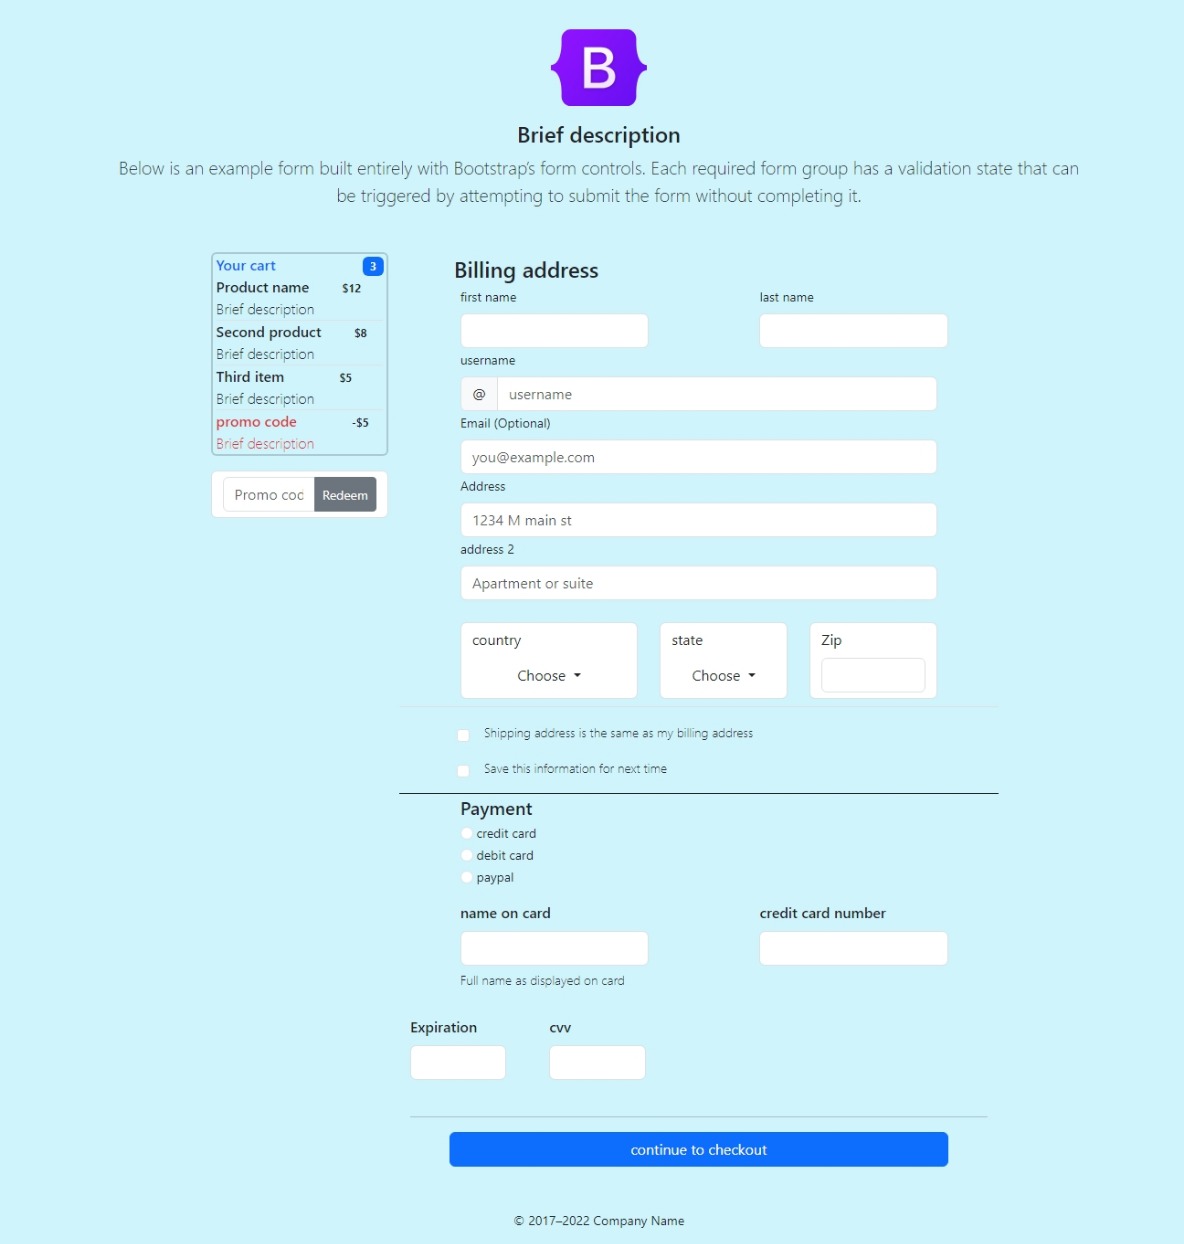 B
Brief description
Below is an example form built entirely with Bootstrap’s form controls. Each required form group has a validation state that can
be triggered by attempting to submit the form without completing it.
Your cart 3
Product name $12
Brief description
Second product $8
Brief description
Third item $5
Brief description
promo code -$5
Brief description
Promo cod Redeem
Billing address
first name last name
username
@ username
Email (Optional)
you@example.com
Address
1234 M main st
address 2
Apartment or suite
country state Zip
Choose Choose
Shipping address is the same as my billing address
Save this information for next time
Payment
credit card
debit card
paypal
name on card credit card number
Full name as displayed on card
Expiration cvv
continue to checkout
© 2017–2022 Company Name